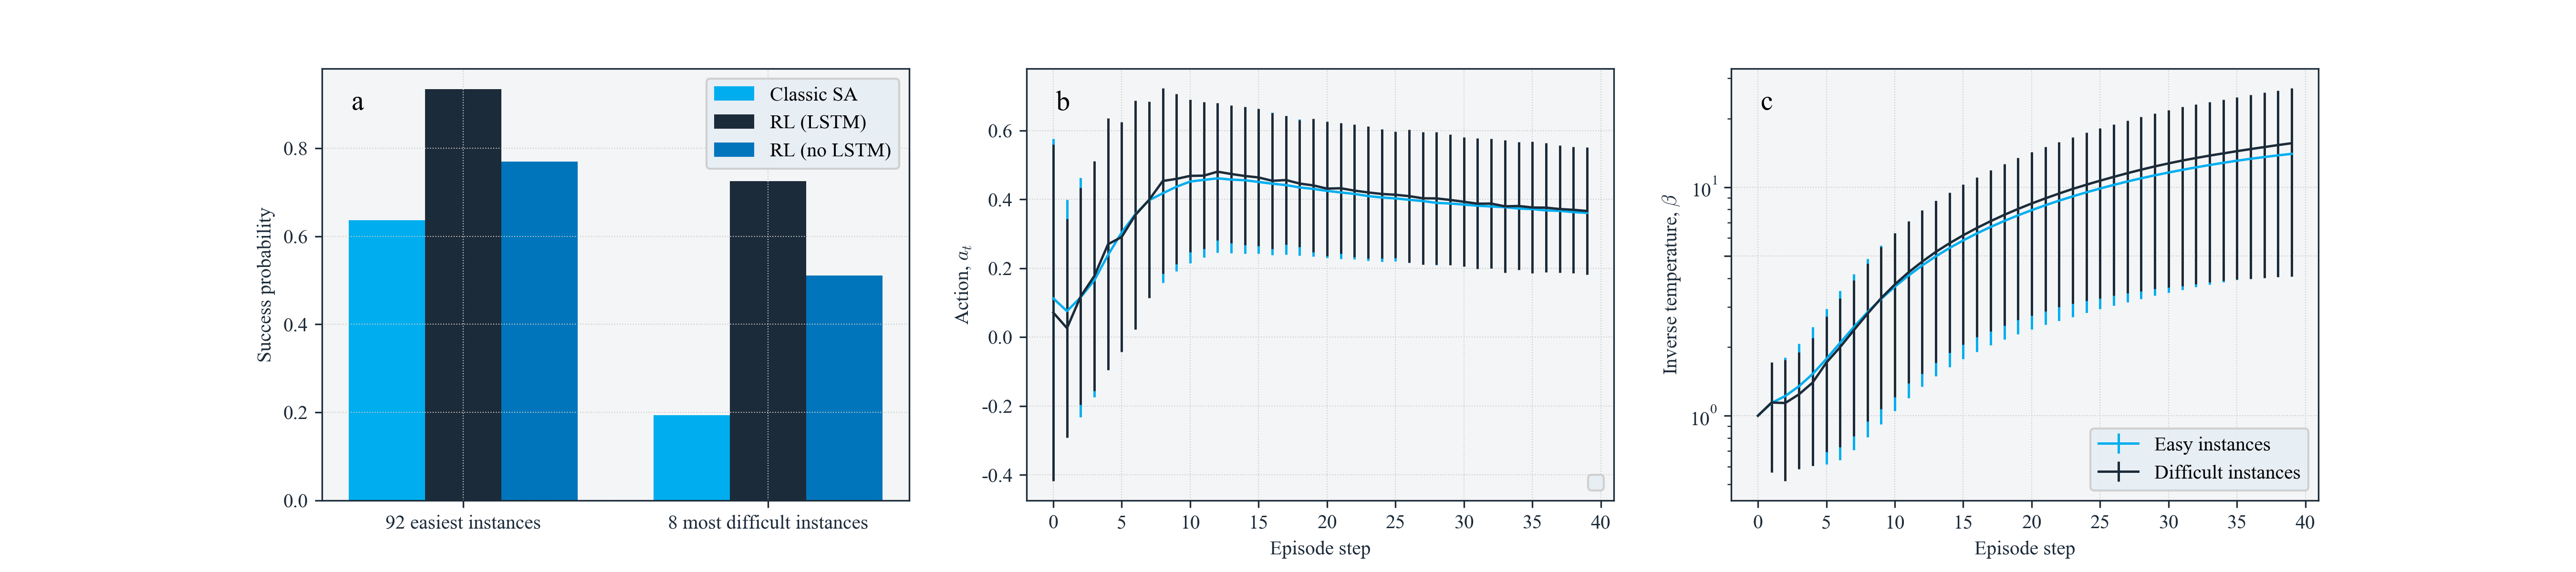 a
Classic SA
RL (LSTM)
RL (no LSTM)
Success probability
0.8
0.6
0.4
0.2
0.0
92 easiest instances
8 most difficult instances
b
Action, a_t
0.6
0.4
0.2
0.0
-0.2
-0.4
0 5 10 15 20 25 30 35 40
Episode step
c
Inverse temperature, β
10^1
10^0
Easy instances
Difficult instances
0 5 10 15 20 25 30 35 40
Episode step